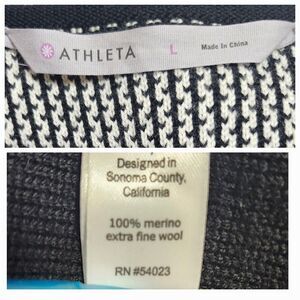 ATHLETA L Made In China
Designed in
Sonoma County,
California
100% merino
extra fine wool
RN #54023